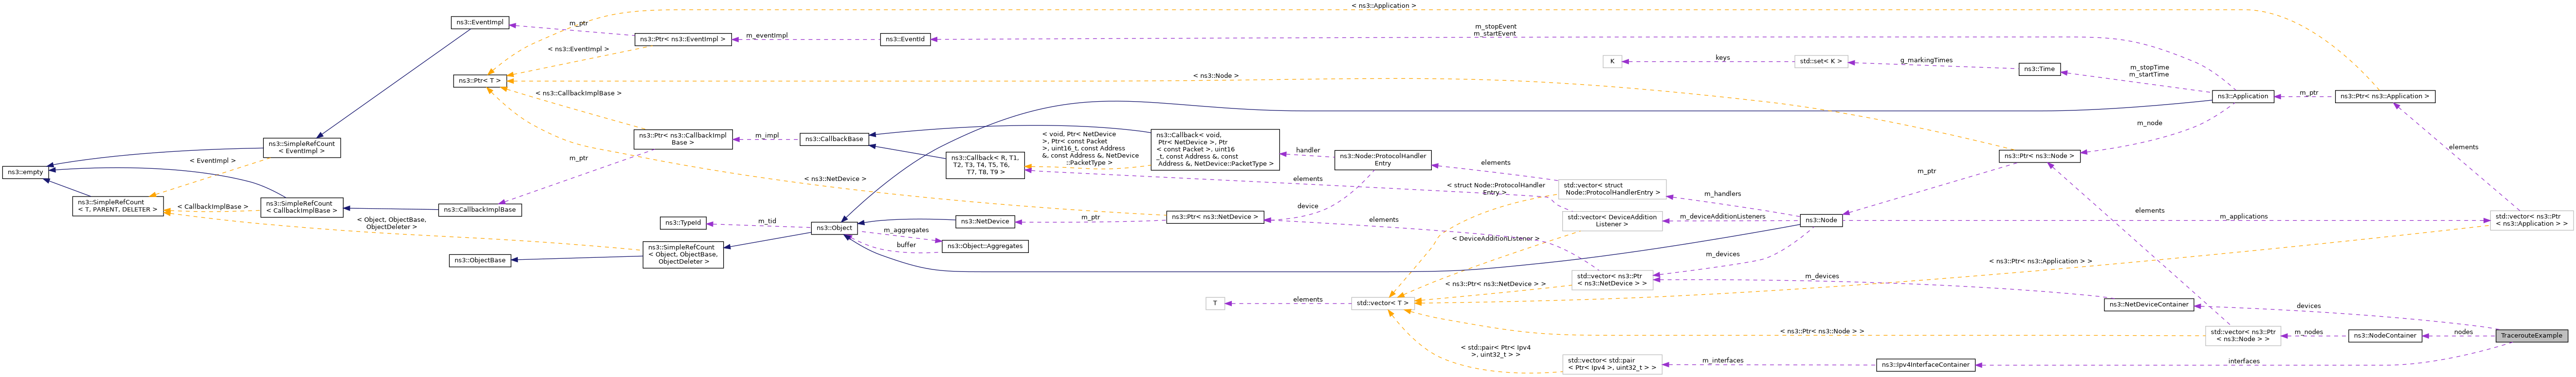 < ns3::Application >
ns3::EventImpl
m_ptr
m_stopEvent
m_startEvent
ns3::Ptr< ns3::EventImpl >
m_eventImpl
ns3::EventId
< ns3::EventImpl >
K
keys
std::set< K >
g_markingTimes
ns3::Time
m_stopTime
m_startTime
ns3::Ptr< T >
< ns3::Node >
< ns3::CallbackImplBase >
ns3::Application
m_ptr
ns3::Ptr< ns3::Application >
m_node
ns3::SimpleRefCount
< EventImpl >
ns3::Ptr< ns3::CallbackImpl
Base >
m_impl
ns3::CallbackBase
< void, Ptr< NetDevice
>, Ptr< const Packet
>, uint16_t, const Address
&, const Address &, NetDevice
::PacketType >
ns3::Callback< void,
Ptr< NetDevice >, Ptr
< const Packet >, uint16
_t, const Address &, const
Address &, NetDevice::PacketType >
handler
ns3::Node::ProtocolHandler
Entry
elements
ns3::Ptr< ns3::Node >
elements
ns3::Callback< R, T1,
T2, T3, T4, T5, T6,
T7, T8, T9 >
< EventImpl >
m_ptr
ns3::empty
< ns3::NetDevice >
elements
< struct Node::ProtocolHandler
Entry >
std::vector< struct
Node::ProtocolHandlerEntry >
m_handlers
m_ptr
ns3::SimpleRefCount
< T, PARENT, DELETER >
< CallbackImplBase >
ns3::SimpleRefCount
< CallbackImplBase >
ns3::CallbackImplBase
device
elements
< Object, ObjectBase,
ObjectDeleter >
ns3::TypeId
m_tid
ns3::Object
ns3::NetDevice
m_ptr
ns3::Ptr< ns3::NetDevice >
elements
std::vector< DeviceAddition
Listener >
m_deviceAdditionListeners
ns3::Node
m_applications
std::vector< ns3::Ptr
< ns3::Application > >
m_aggregates
buffer
ns3::Object::Aggregates
< DeviceAdditionListener >
ns3::SimpleRefCount
< Object, ObjectBase,
ObjectDeleter >
ns3::ObjectBase
m_devices
< ns3::Ptr< ns3::Application > >
std::vector< ns3::Ptr
< ns3::NetDevice > >
m_devices
< ns3::Ptr< ns3::NetDevice > >
T
elements
std::vector< T >
ns3::NetDeviceContainer
devices
< ns3::Ptr< ns3::Node > >
std::vector< ns3::Ptr
< ns3::Node > >
m_nodes
ns3::NodeContainer
nodes
TracerouteExample
< std::pair< Ptr< Ipv4
>, uint32_t > >
std::vector< std::pair
< Ptr< Ipv4 >, uint32_t > >
m_interfaces
ns3::Ipv4InterfaceContainer
interfaces